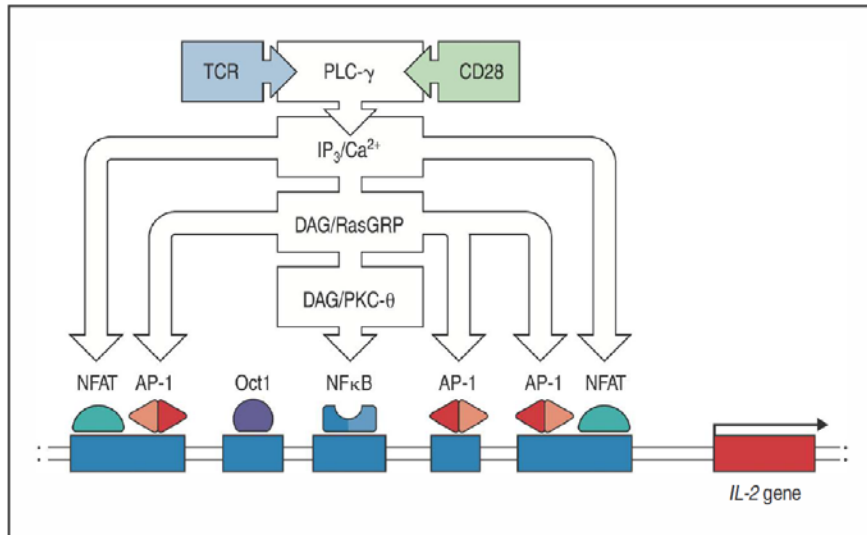 TCR PLC-γ CD28
IP₃/Ca²⁺
DAG/RasGRP
DAG/PKC-θ
NFAT AP-1 Oct1 NFκB AP-1 AP-1 NFAT
IL-2 gene